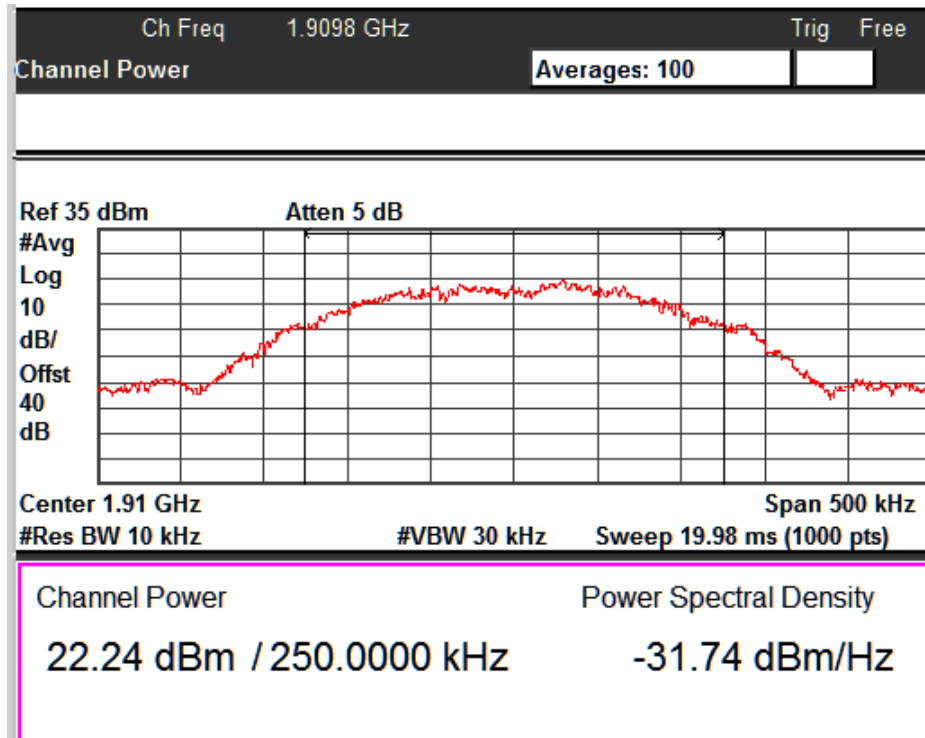 Ch Freq 1.9098 GHz Trig Free
Channel Power Averages: 100
Ref 35 dBm Atten 5 dB
#Avg
Log
10
dB/
Offst
40
dB
Center 1.91 GHz Span 500 kHz
#Res BW 10 kHz #VBW 30 kHz Sweep 19.98 ms (1000 pts)
Channel Power Power Spectral Density
22.24 dBm / 250.0000 kHz -31.74 dBm/Hz